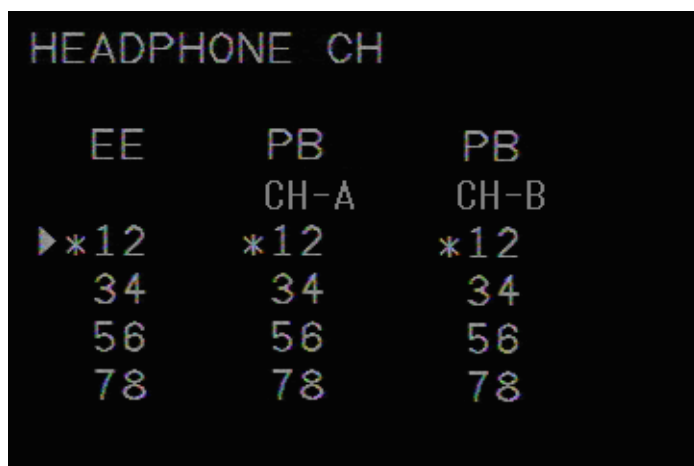 HEADPHONE CH
EE PB PB
CH-A CH-B
▶*12 *12 *12
34 34 34
56 56 56
78 78 78